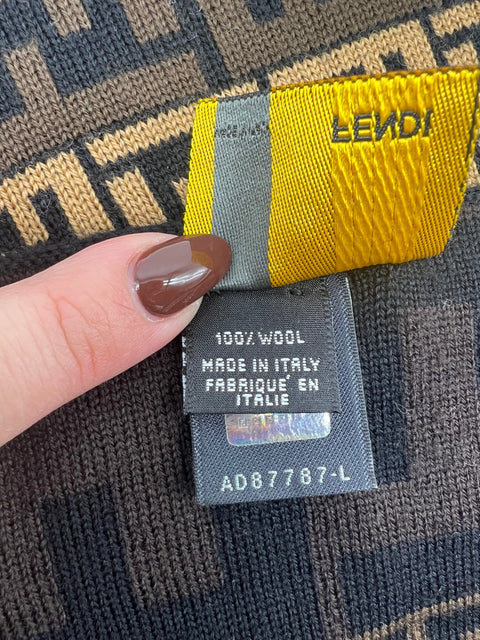 FENDI
100% WOOL
MADE IN ITALY
FABRIQUE' EN
ITALIE
AD87787-L